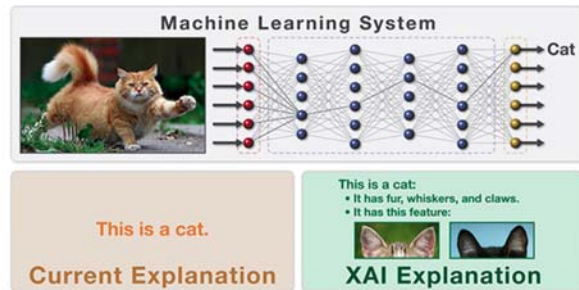 Machine Learning System
Cat
This is a cat.
Current Explanation
This is a cat:
• It has fur, whiskers, and claws.
• It has this feature:
XAI Explanation